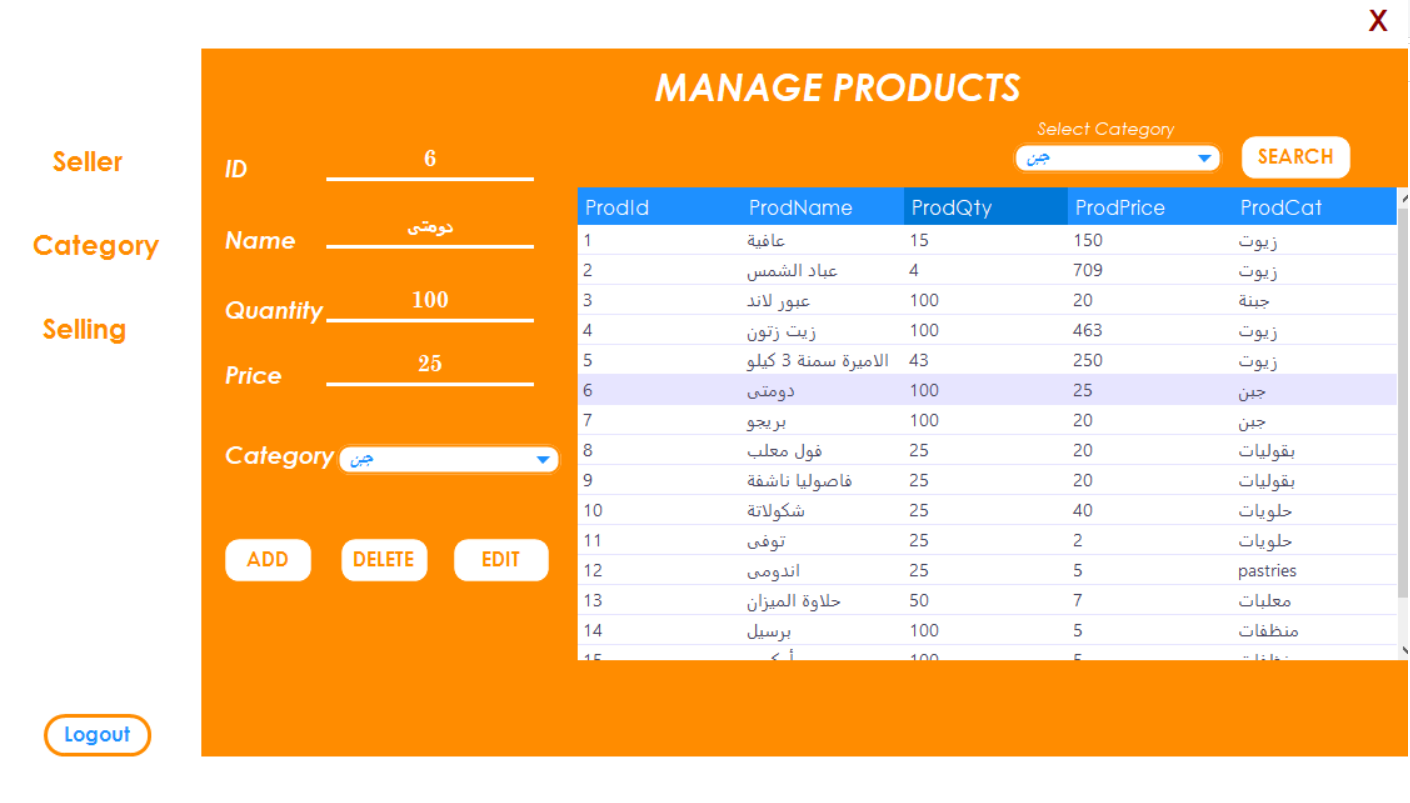 X
MANAGE PRODUCTS
Select Category
جبن SEARCH
Seller
Category
Selling
Logout
ID 6
Name دومتى
Quantity 100
Price 25
Category جبن
ADD DELETE EDIT
ProdId ProdName ProdQty ProdPrice ProdCat
1 عافية 15 150 زيوت
2 عباد الشمس 4 709 زيوت
3 عبور لاند 100 20 جبنة
4 زيت زتون 100 463 زيوت
5 الاميرة سمنة 3 كيلو 43 250 زيوت
6 دومتى 100 25 جبن
7 بريجو 100 20 جبن
8 فول معلب 25 20 بقوليات
9 فاصوليا ناشفة 25 20 بقوليات
10 شكولاتة 25 40 حلويات
11 توفى 25 2 حلويات
12 اندومى 25 5 pastries
13 حلاوة الميزان 50 7 معلبات
14 برسيل 100 5 منظفات
15 100 5